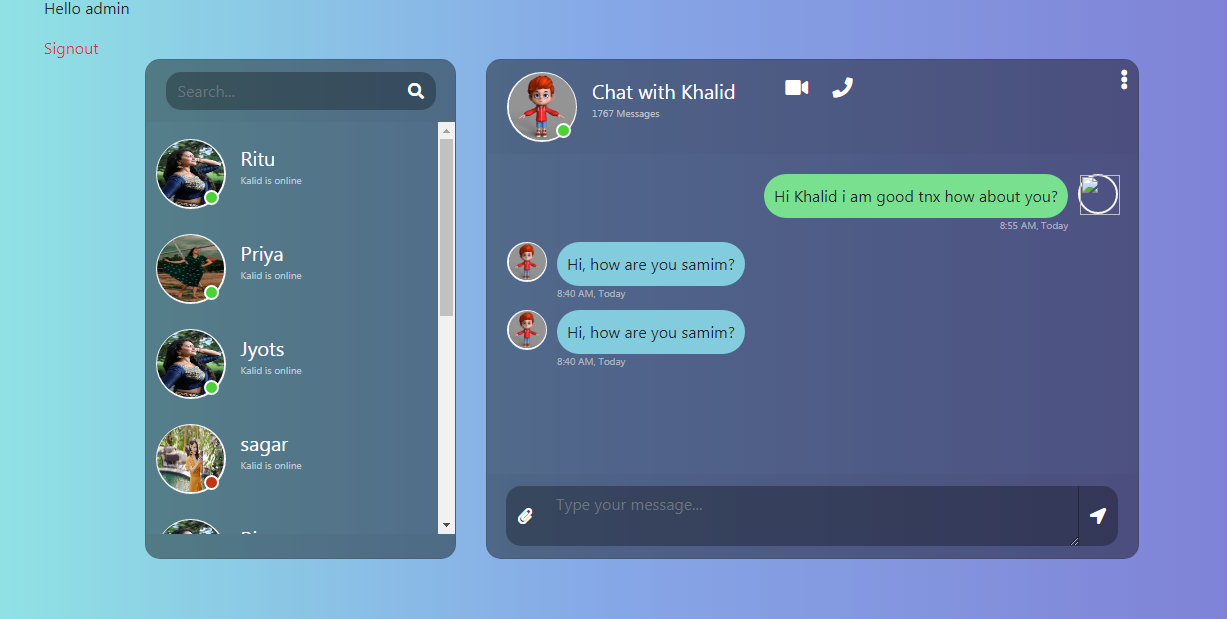 Hello admin
Signout
Search...
Ritu
Kalid is online
Priya
Kalid is online
Jyots
Kalid is online
sagar
Kalid is online
Chat with Khalid
1767 Messages
Hi Khalid i am good tnx how about you?
8:55 AM, Today
Hi, how are you samim?
8:40 AM, Today
Hi, how are you samim?
8:40 AM, Today
Type your message...